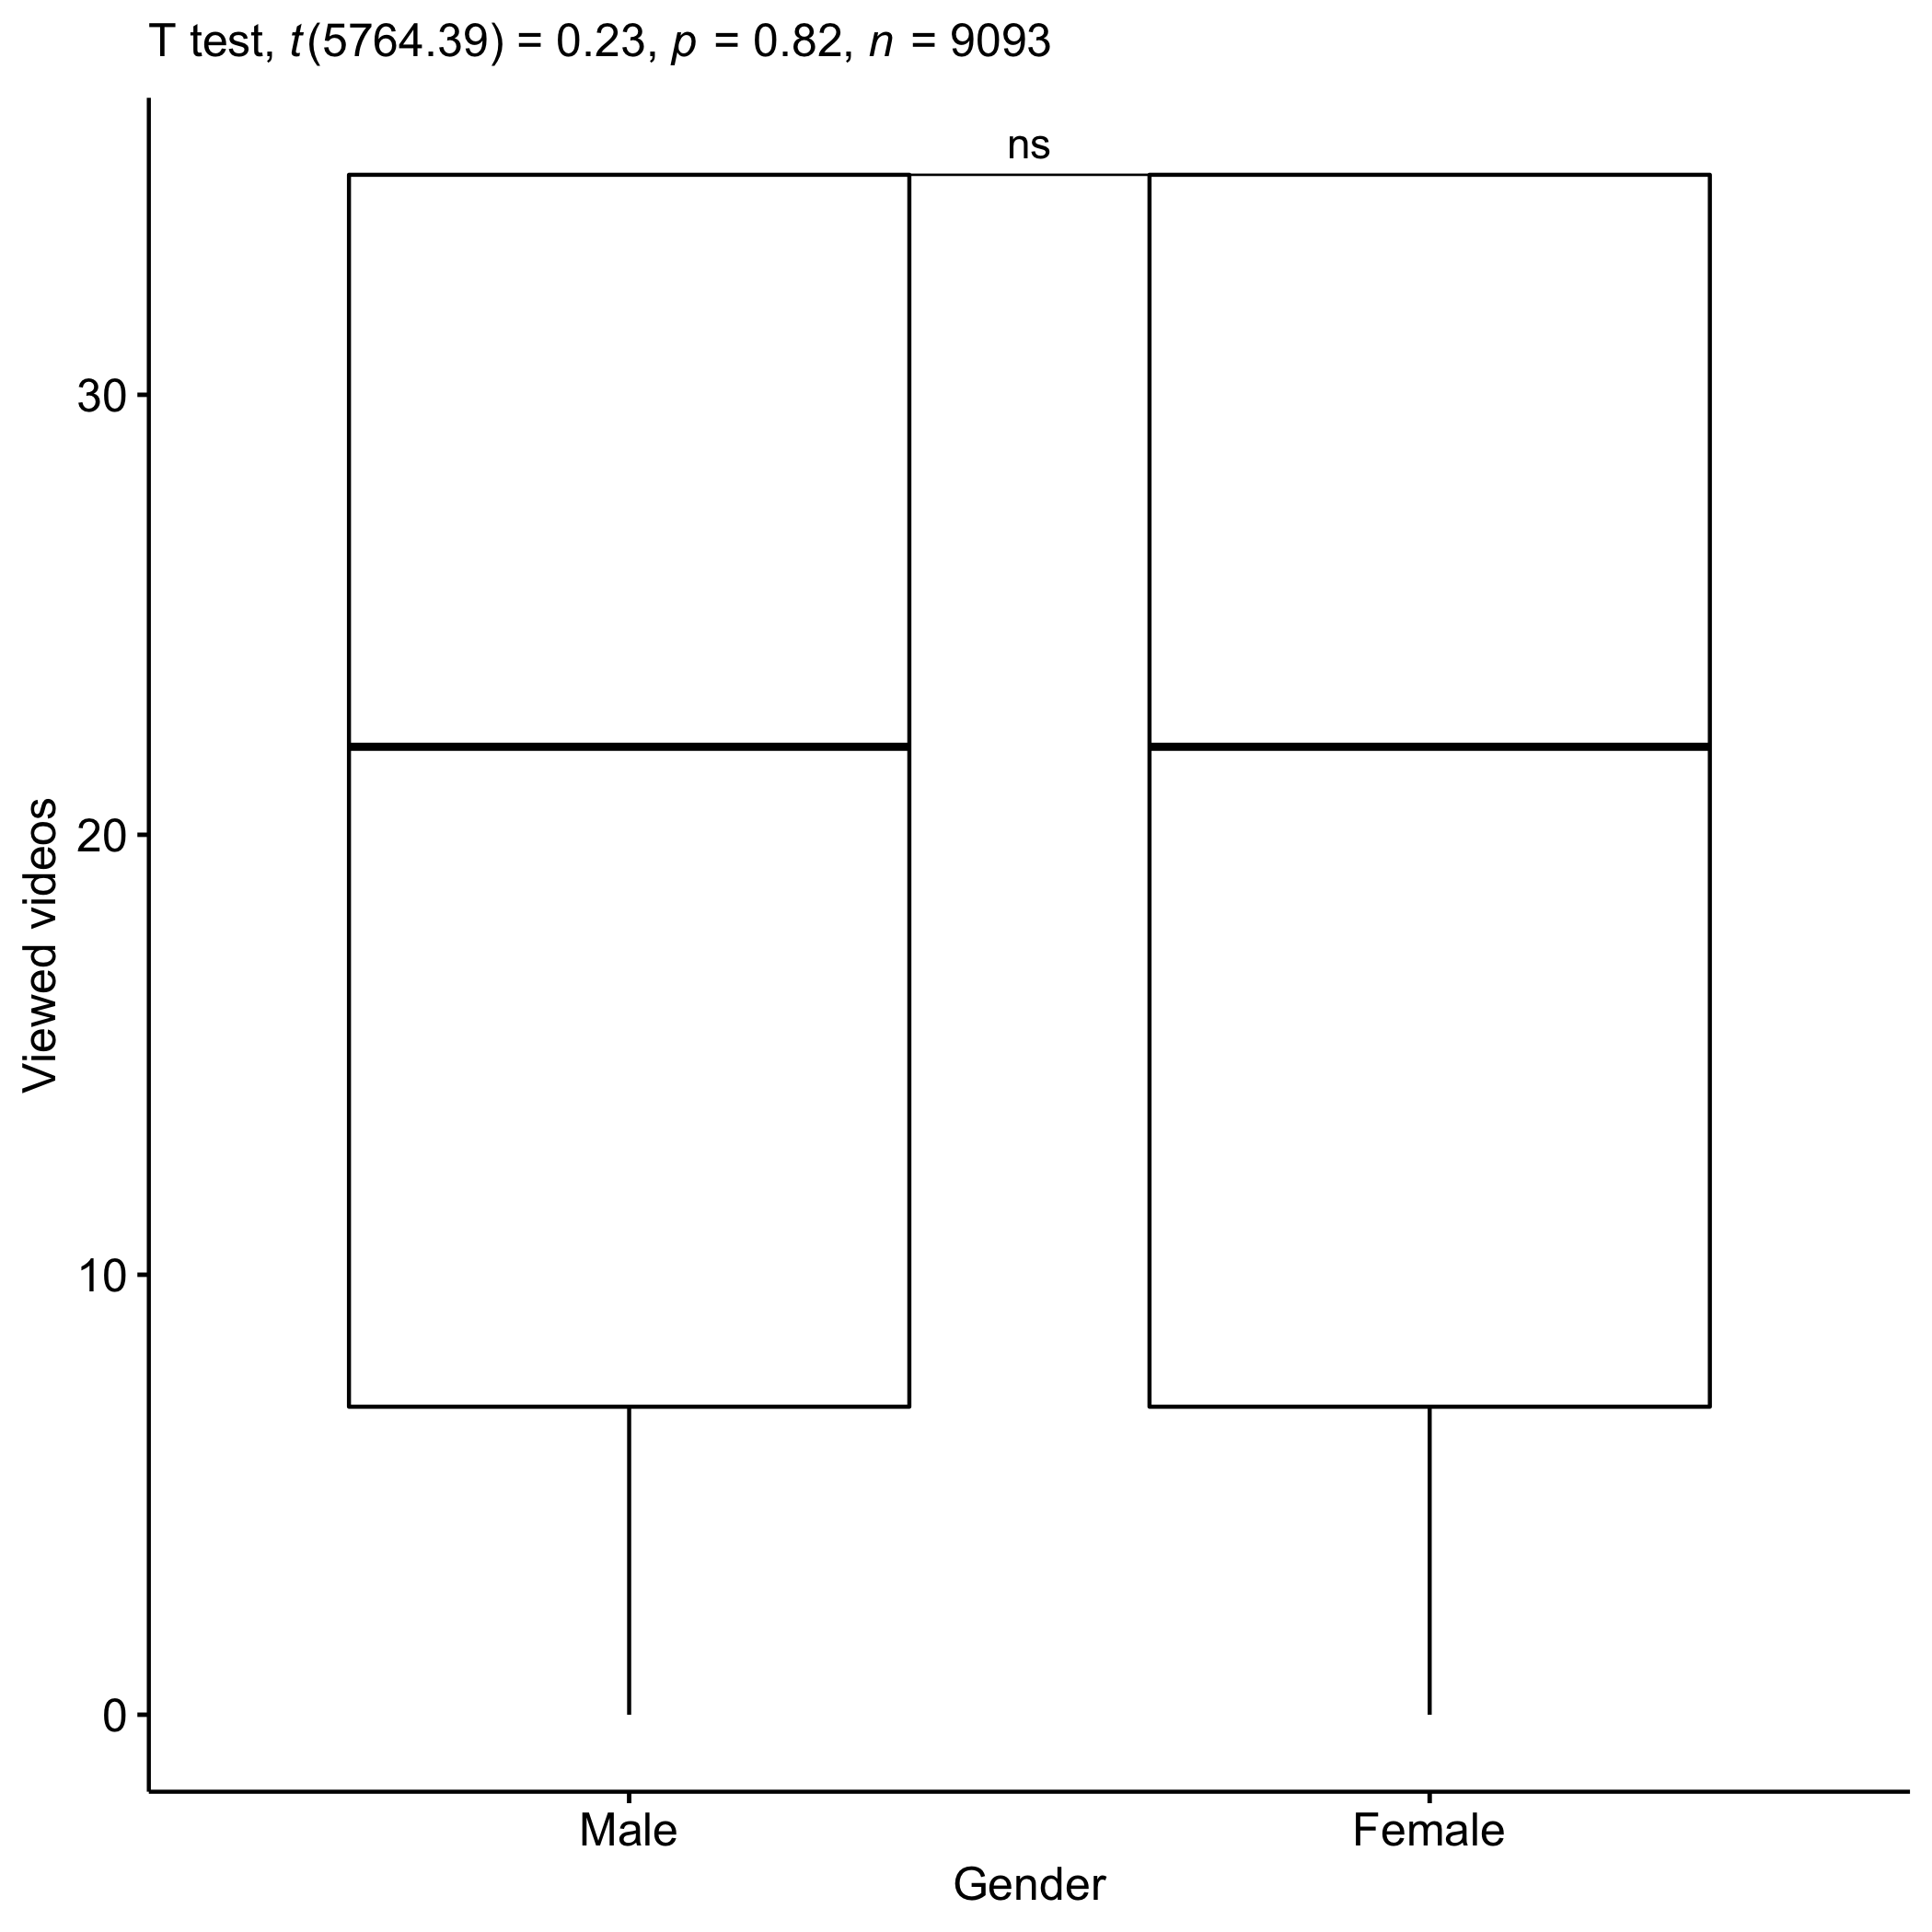 T test, t(5764.39) = 0.23, p = 0.82, n = 9093
ns
30
20
10
0
Viewed videos
Male
Female
Gender